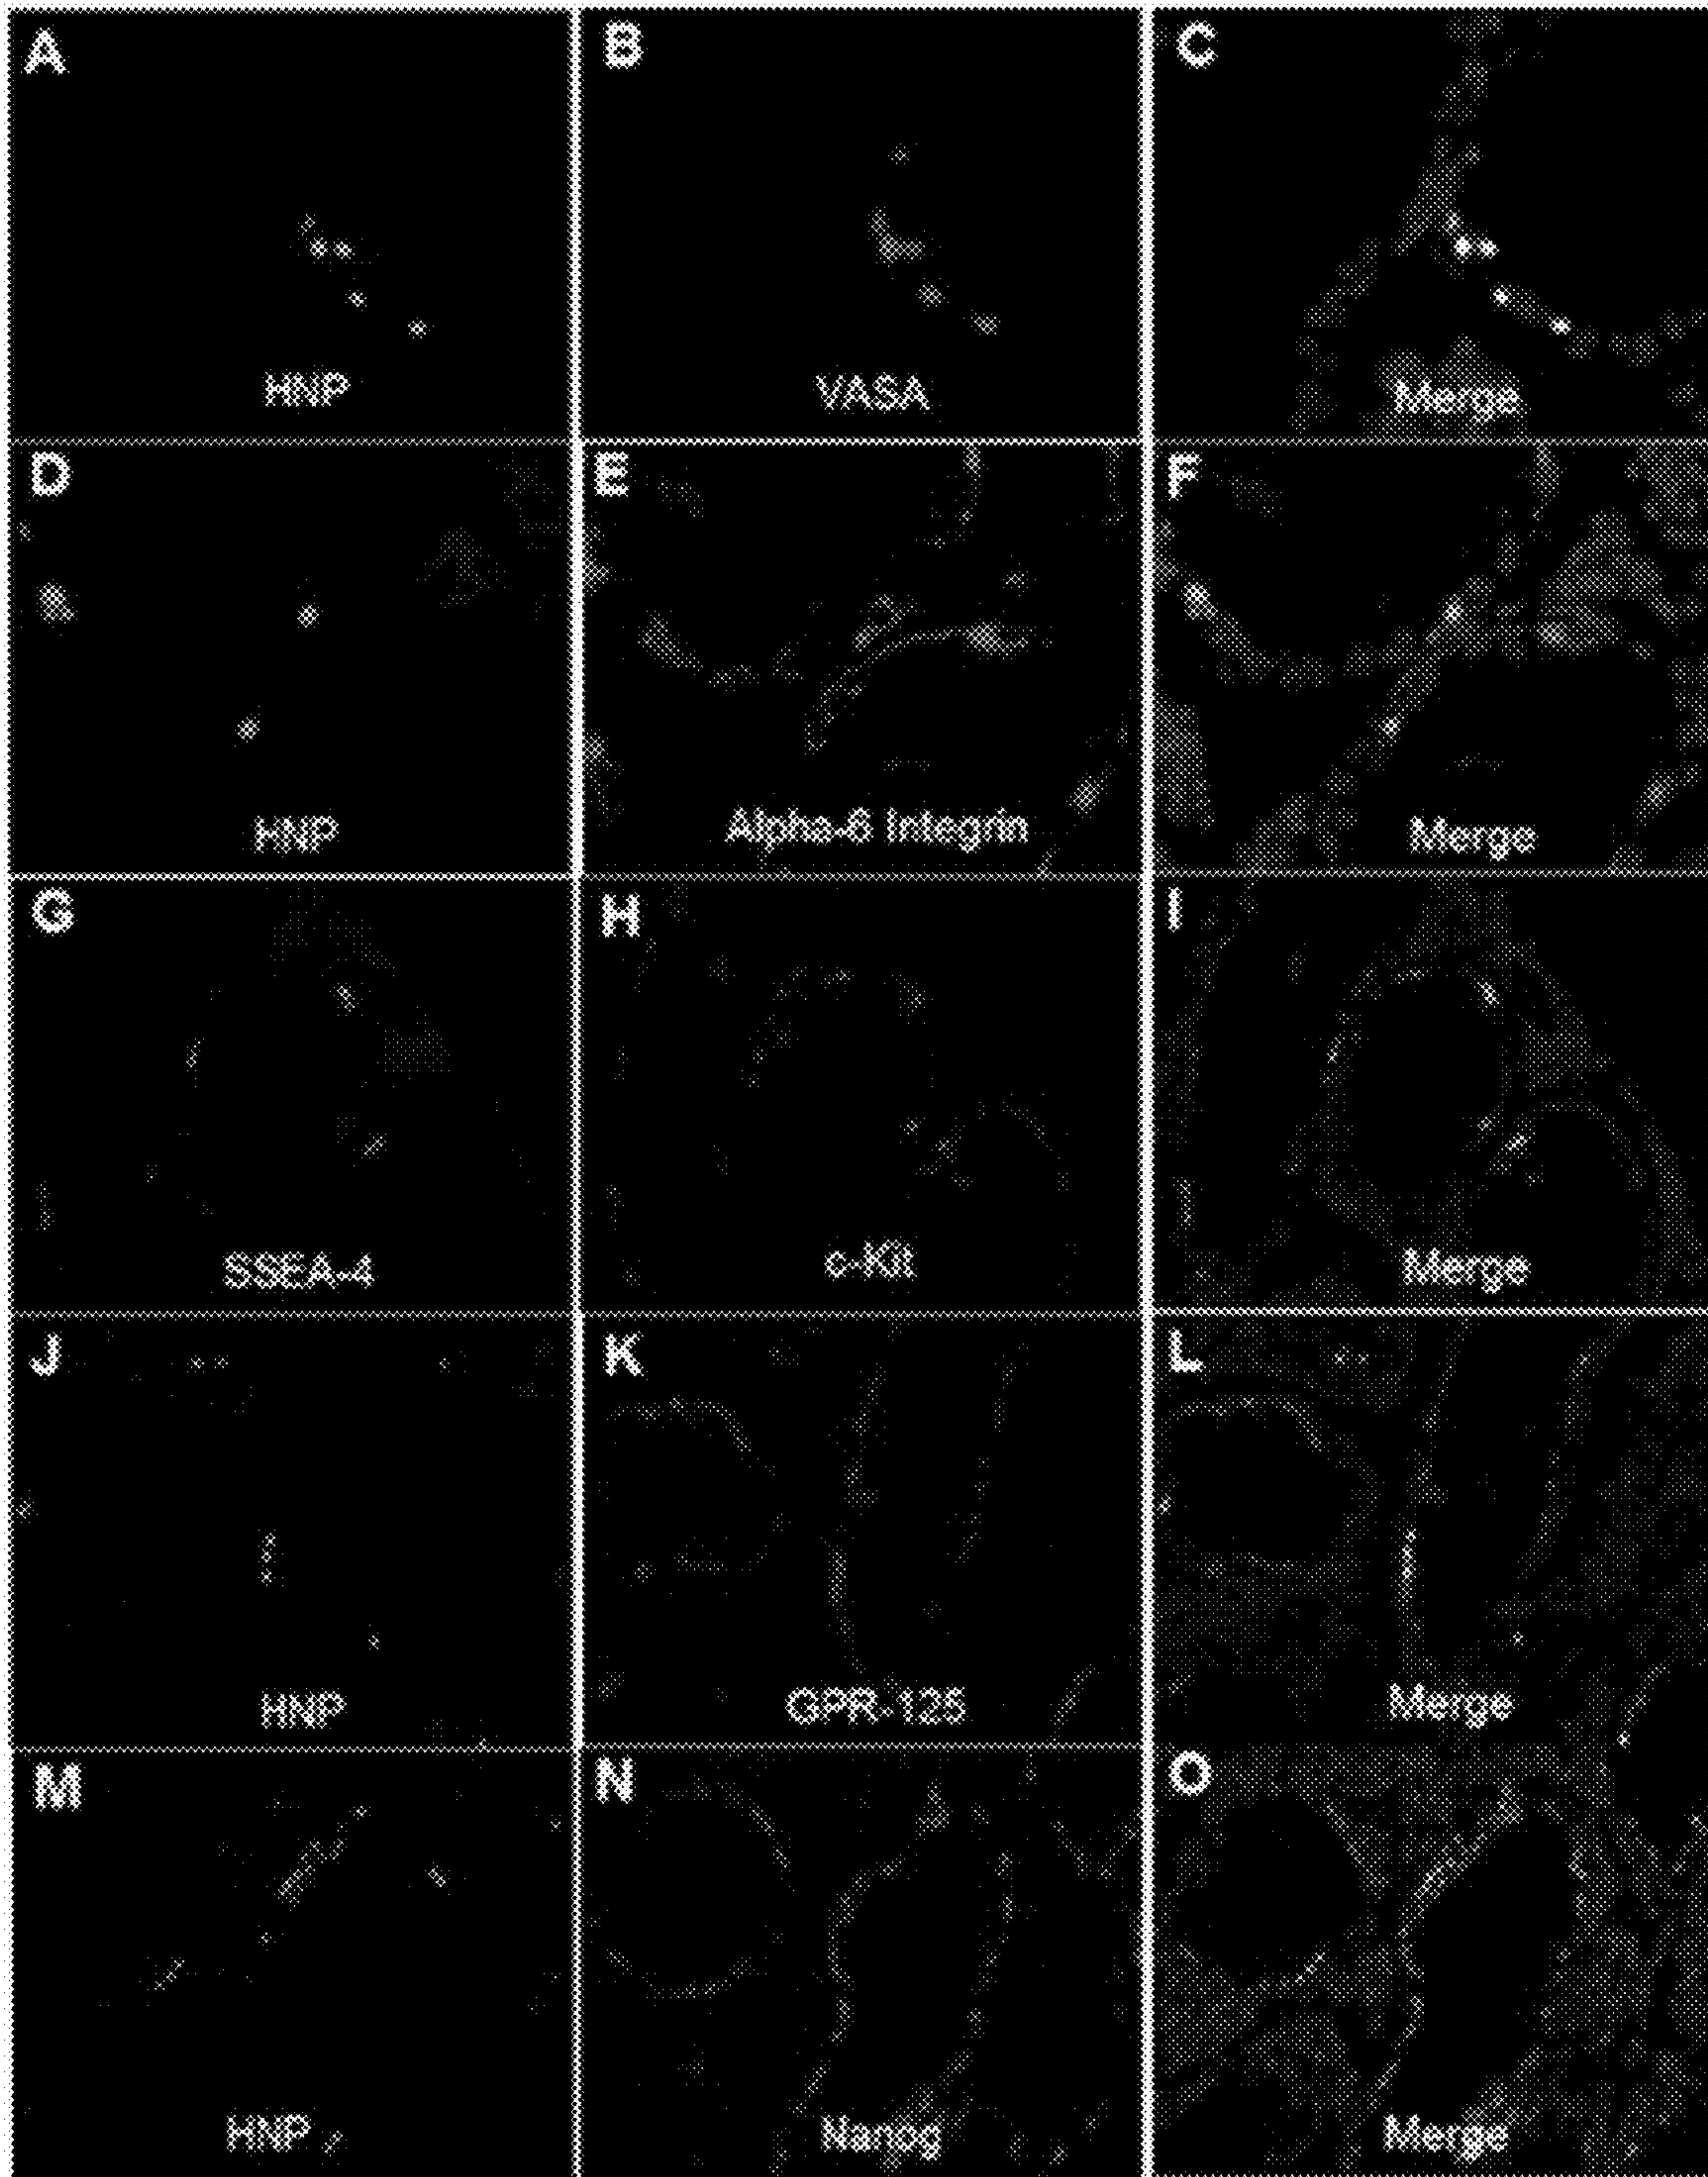 A B C
HNP VASA Merge
D E F
HNP Alpha-6 Integrin Merge
G H I
SSEA-4 c-Kit Merge
J K L
HNP GPR-125 Merge
M N O
HNP Nanog Merge